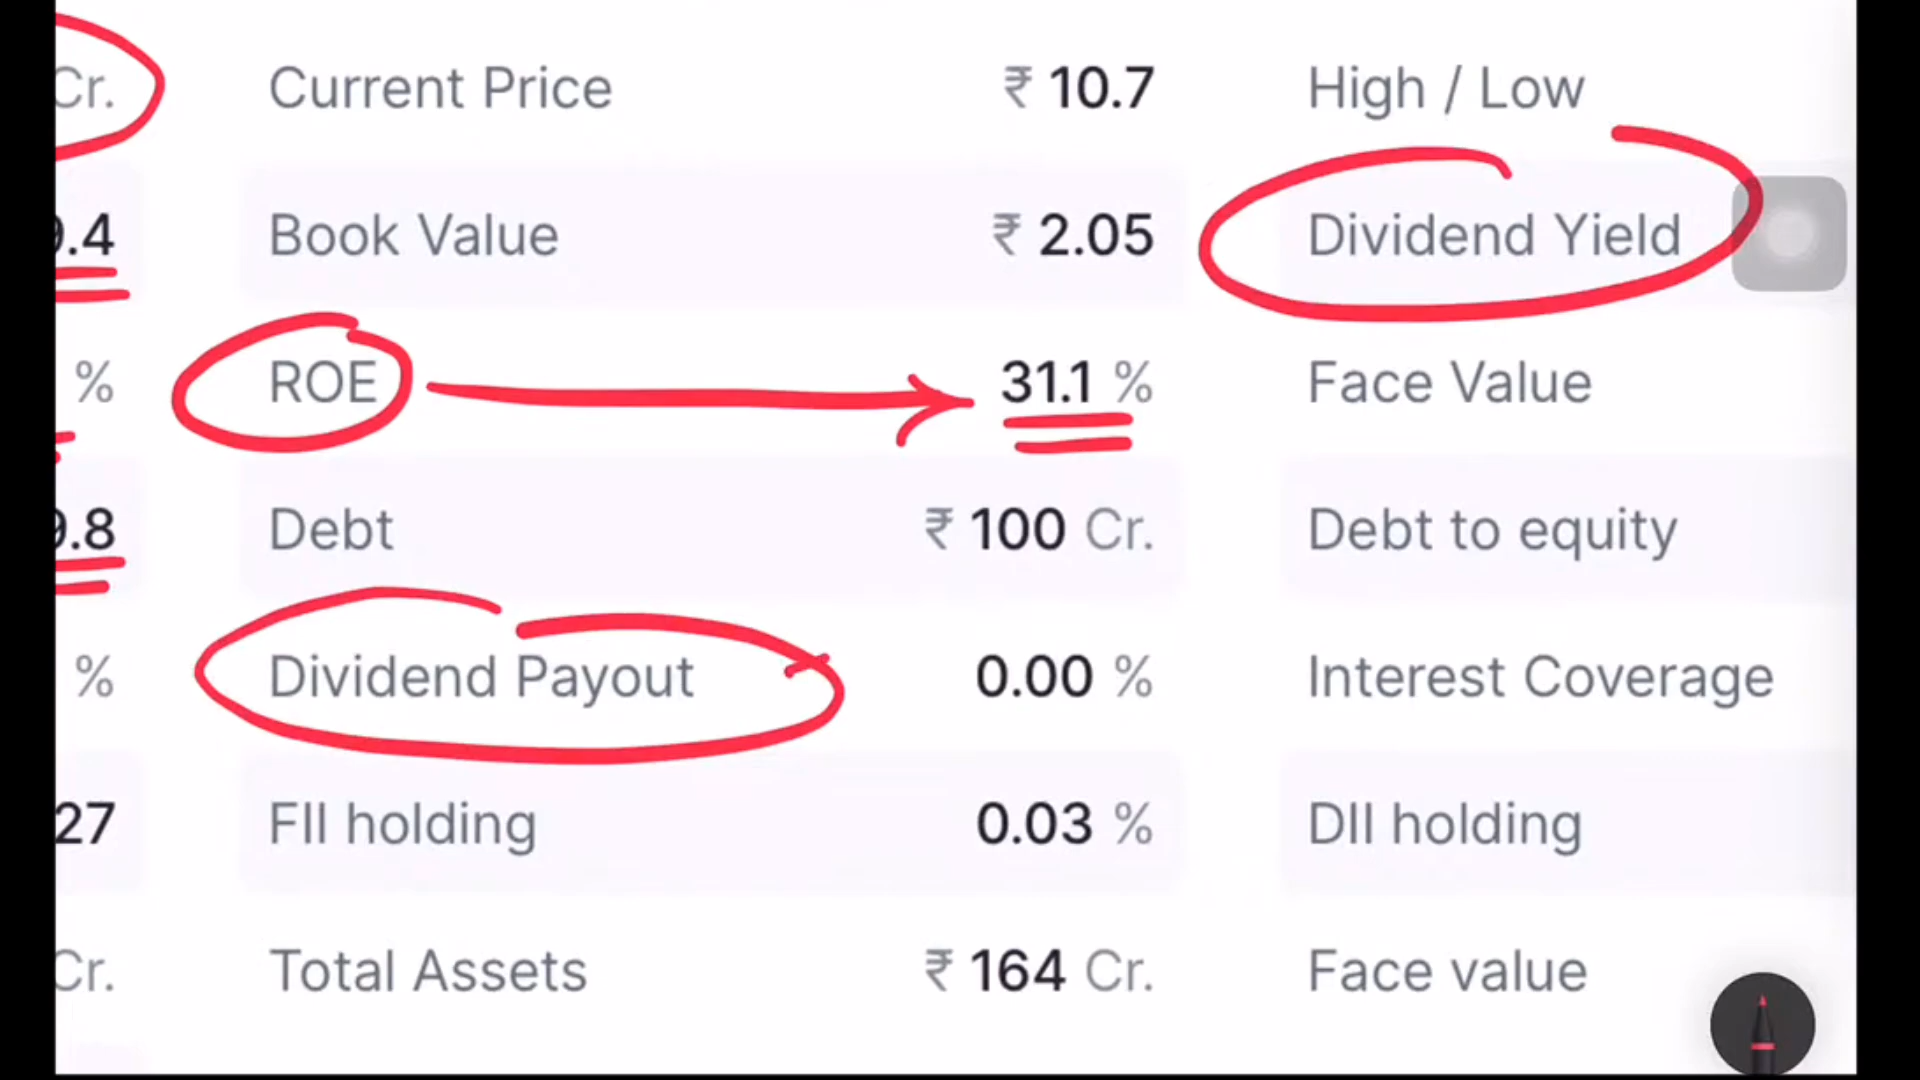 Cr. Current Price ₹ 10.7 High / Low
9.4 Book Value ₹ 2.05 Dividend Yield
% ROE 31.1 % Face Value
9.8 Debt ₹ 100 Cr. Debt to equity
% Dividend Payout 0.00 % Interest Coverage
27 FII holding 0.03 % DII holding
Cr. Total Assets ₹ 164 Cr. Face value